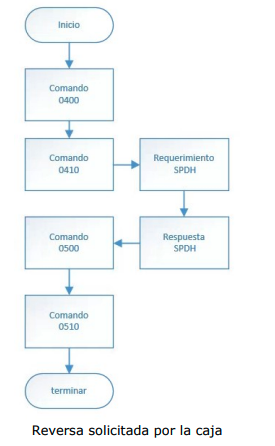 Inicio
Comando
0400
Comando
0410
Requerimiento
SPDH
Respuesta
SPDH
Comando
0500
Comando
0510
terminar
Reversa solicitada por la caja